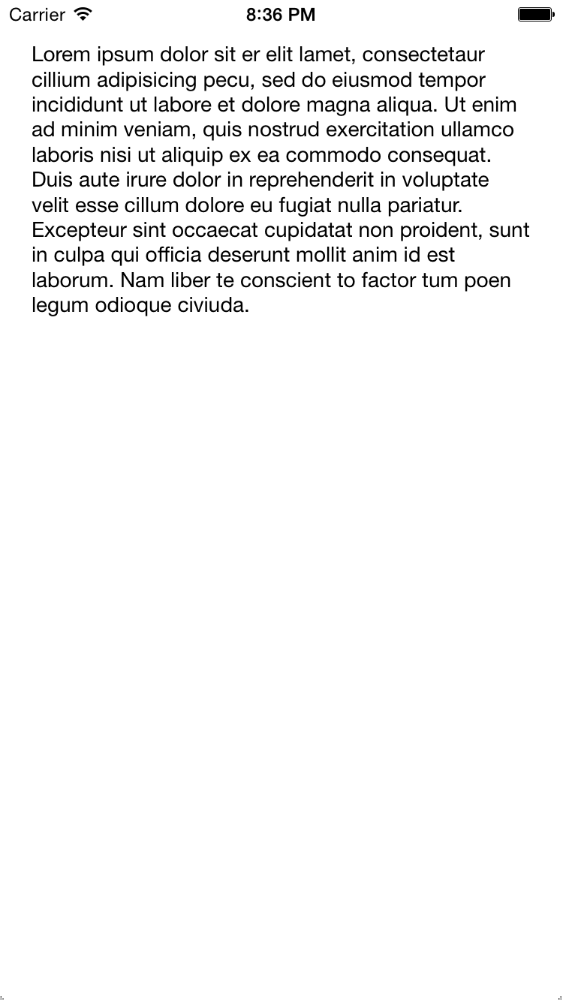 Carrier 8:36 PM
Lorem ipsum dolor sit er elit lamet, consectetaur
cillium adipisicing pecu, sed do eiusmod tempor
incididunt ut labore et dolore magna aliqua. Ut enim
ad minim veniam, quis nostrud exercitation ullamco
laboris nisi ut aliquip ex ea commodo consequat.
Duis aute irure dolor in reprehenderit in voluptate
velit esse cillum dolore eu fugiat nulla pariatur.
Excepteur sint occaecat cupidatat non proident, sunt
in culpa qui officia deserunt mollit anim id est
laborum. Nam liber te conscient to factor tum poen
legum odioque civiuda.